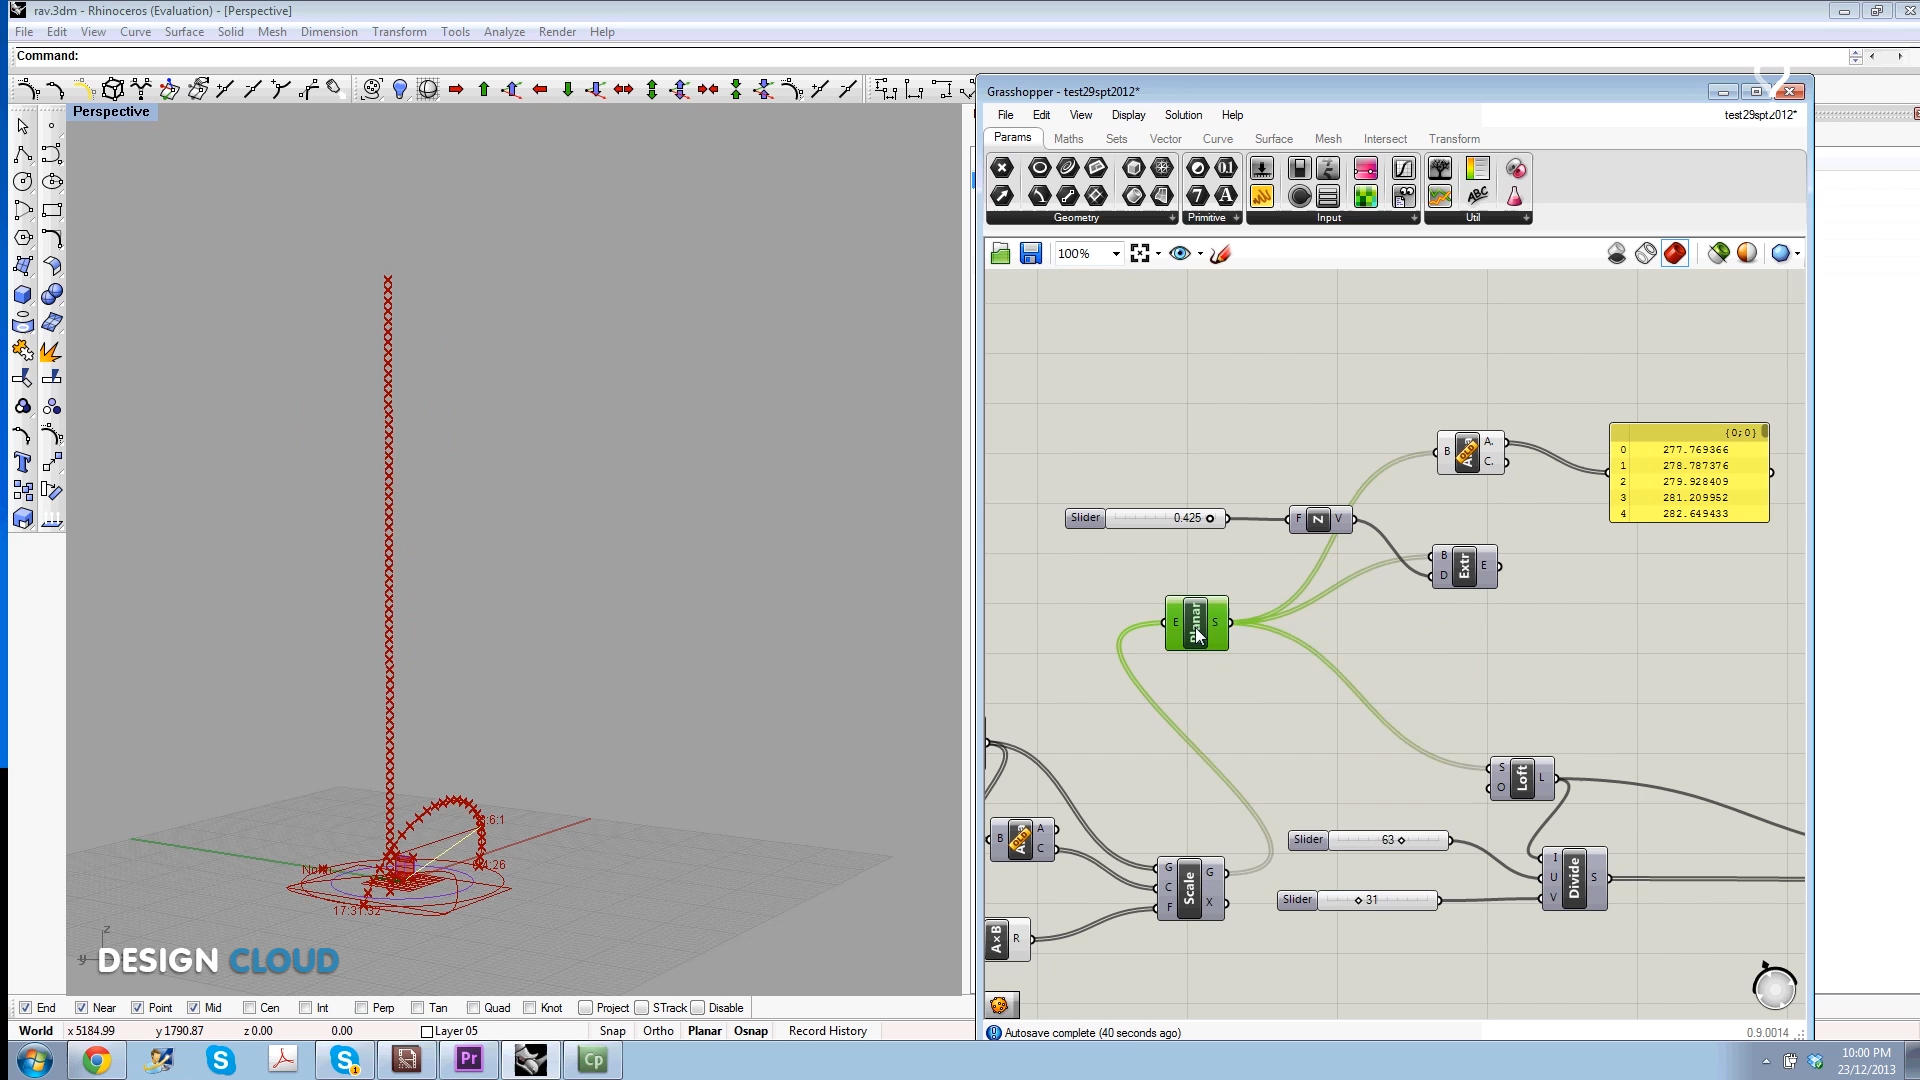 rav.3dm - Rhinoceros (Evaluation) - [Perspective]
File Edit View Curve Surface Solid Mesh Dimension Transform Tools Analyze Render Help
Command:
Perspective
Grasshopper - test29spt2012*
File Edit View Display Solution Help
test29spt2012*
Params Maths Sets Vector Curve Surface Mesh Intersect Transform
Geometry Primitive Input Util
100%
B A. C.
OLD
{0;0}
0 277.769366
1 278.787376
2 279.928409
3 281.209952
4 282.649433
Slider 0.425
F Z V
B D Extr E
E planar S
S O Loft L
B OLD A C
Slider 63
G C F Scale G X
Slider 31
I U V Divide S
A×B R
17:31:32
z
y
DESIGN CLOUD
End Near Point Mid Cen Int Perp Tan Quad Knot Project STrack Disable
World x 5184.99 y 1790.87 z 0.00 0.00 Layer 05 Snap Ortho Planar Osnap Record History
Autosave complete (40 seconds ago)
0.9.0014
10:00 PM
23/12/2013